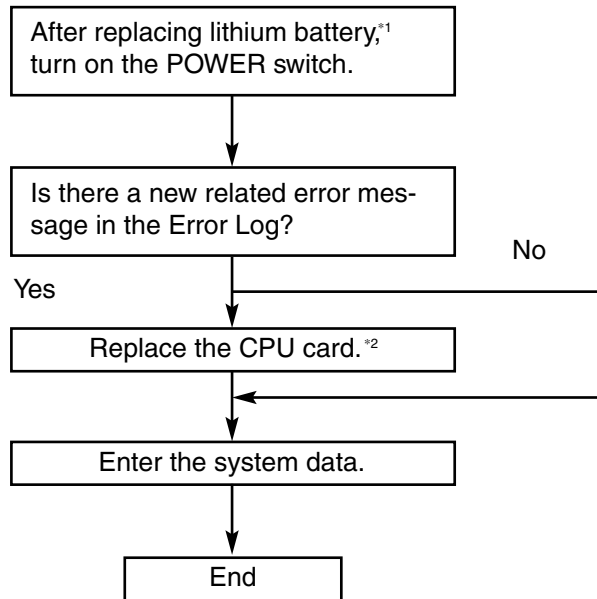 After replacing lithium battery,*1
turn on the POWER switch.
Is there a new related error mes-
sage in the Error Log?
No
Yes
Replace the CPU card.*2
Enter the system data.
End